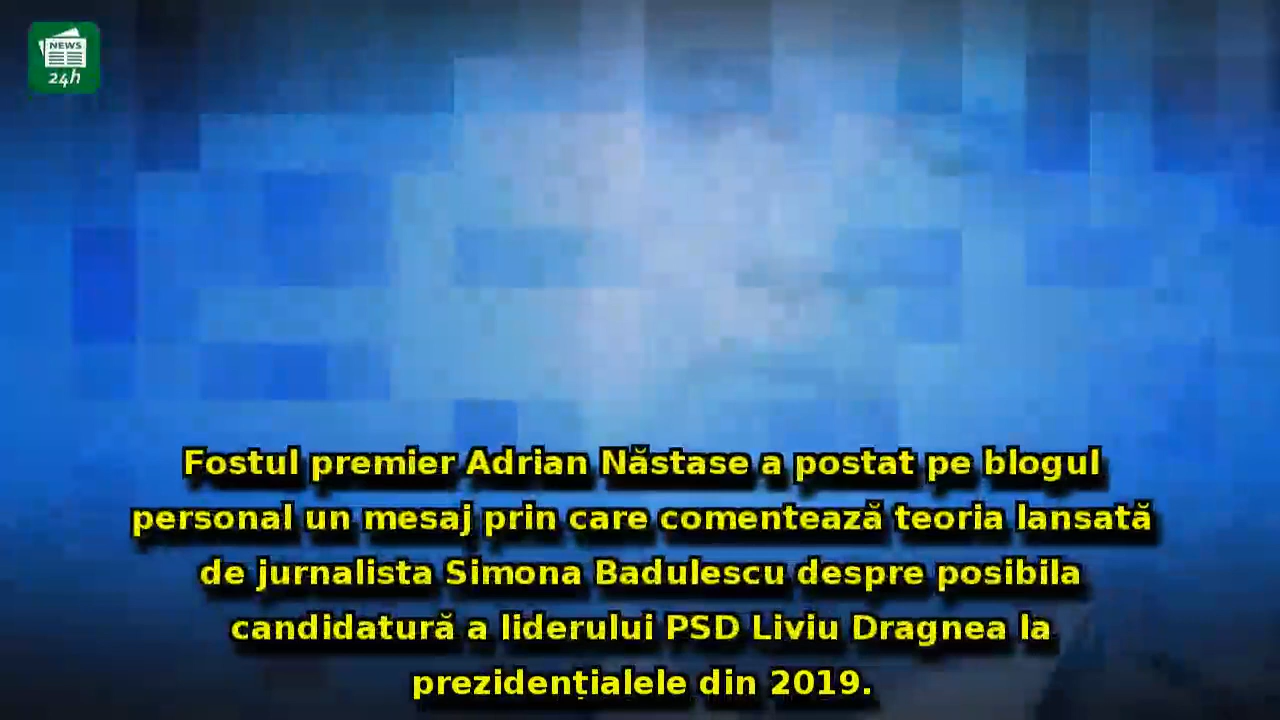 NEWS
24h
Fostul premier Adrian Năstase a postat pe blogul
personal un mesaj prin care comentează teoria lansată
de jurnalista Simona Badulescu despre posibila
candidatură a liderului PSD Liviu Dragnea la
prezidențialele din 2019.